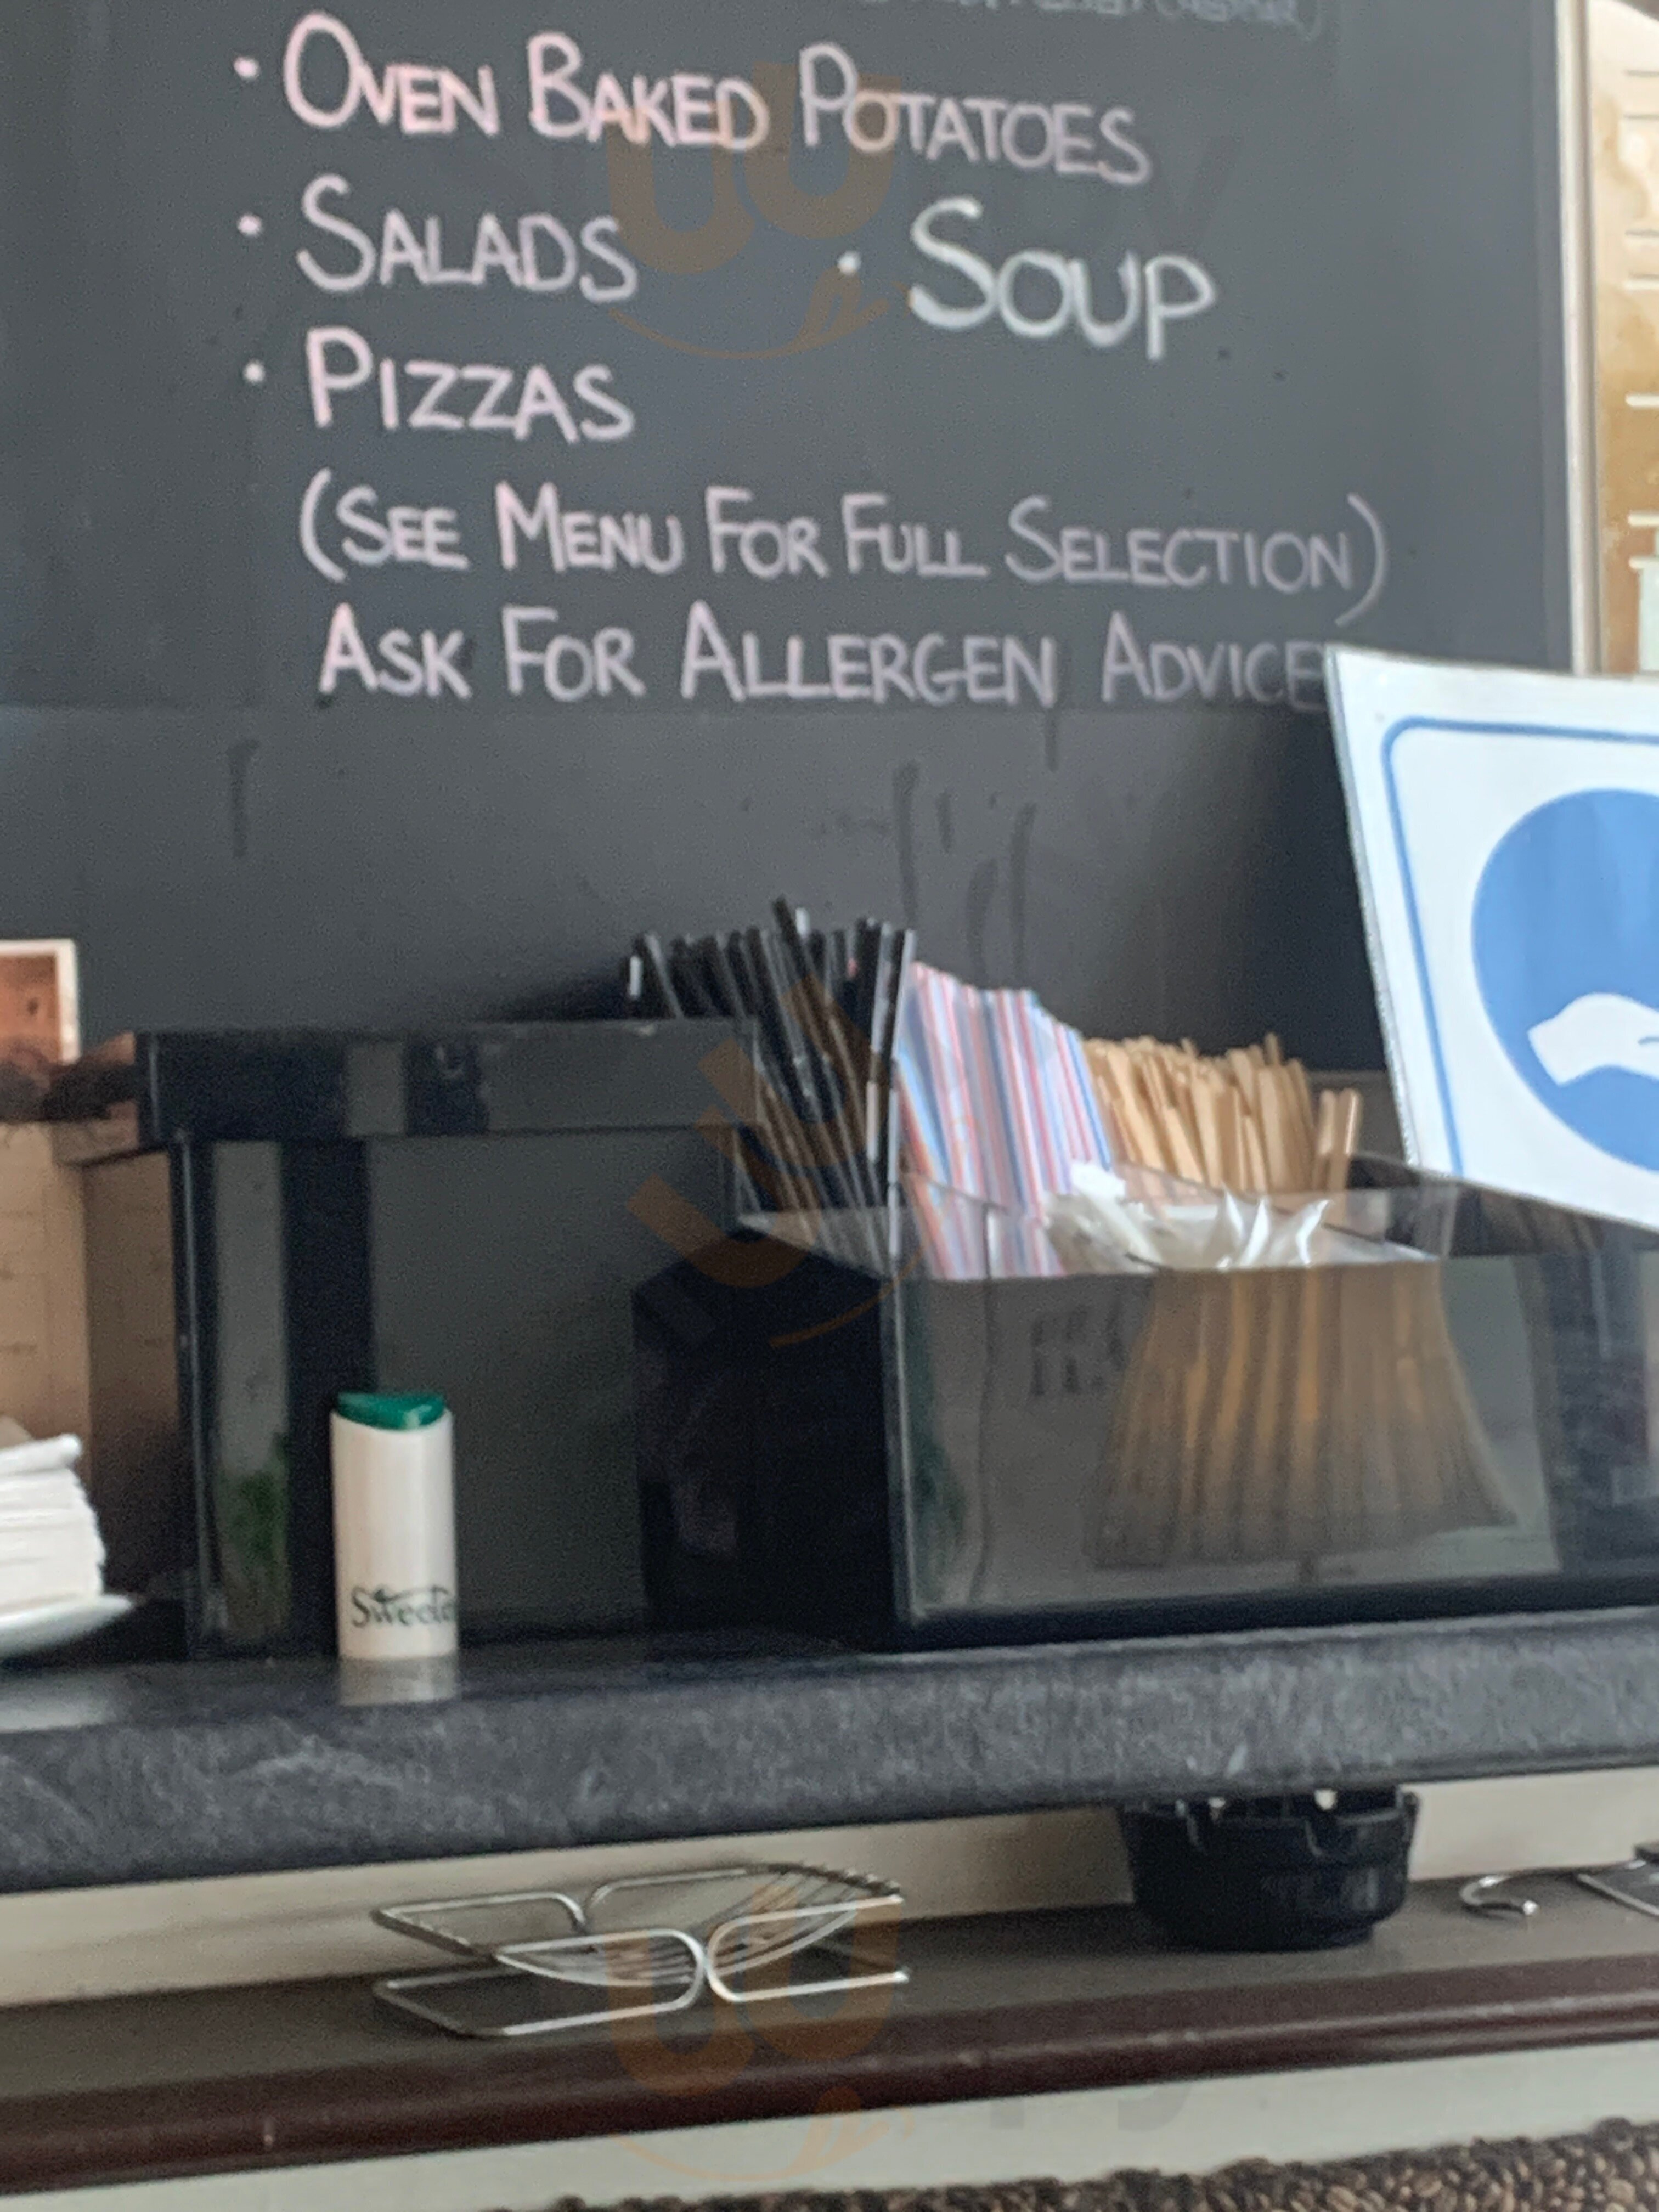 · OVEN BAKED POTATOES
· SALADS · SOUP
· PIZZAS
(SEE MENU FOR FULL SELECTION)
ASK FOR ALLERGEN ADVICE